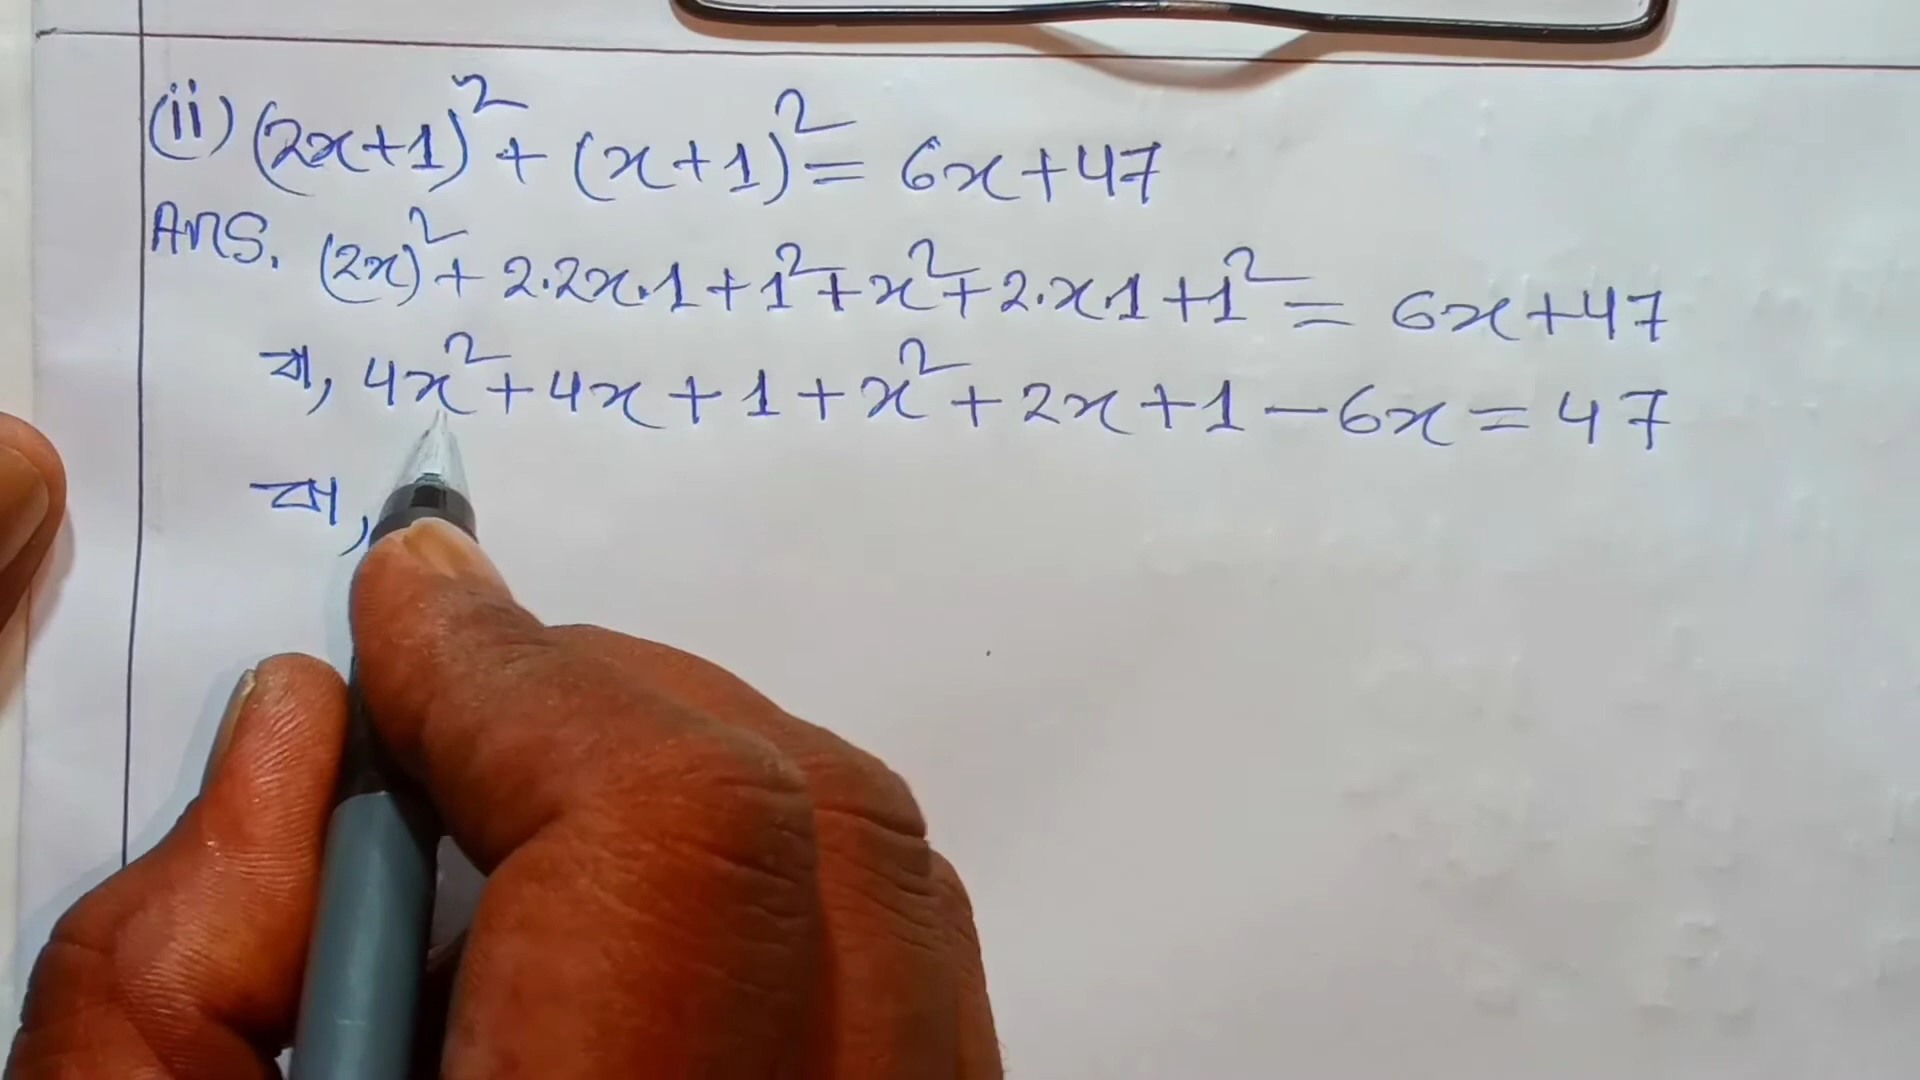 (ii) (2x+1)² + (x+1)² = 6x+47
Ans. (2x)² + 2·2x·1 + 1² + x² + 2·x·1 + 1² = 6x+47
বা, 4x² + 4x + 1 + x² + 2x + 1 - 6x = 47
বা,